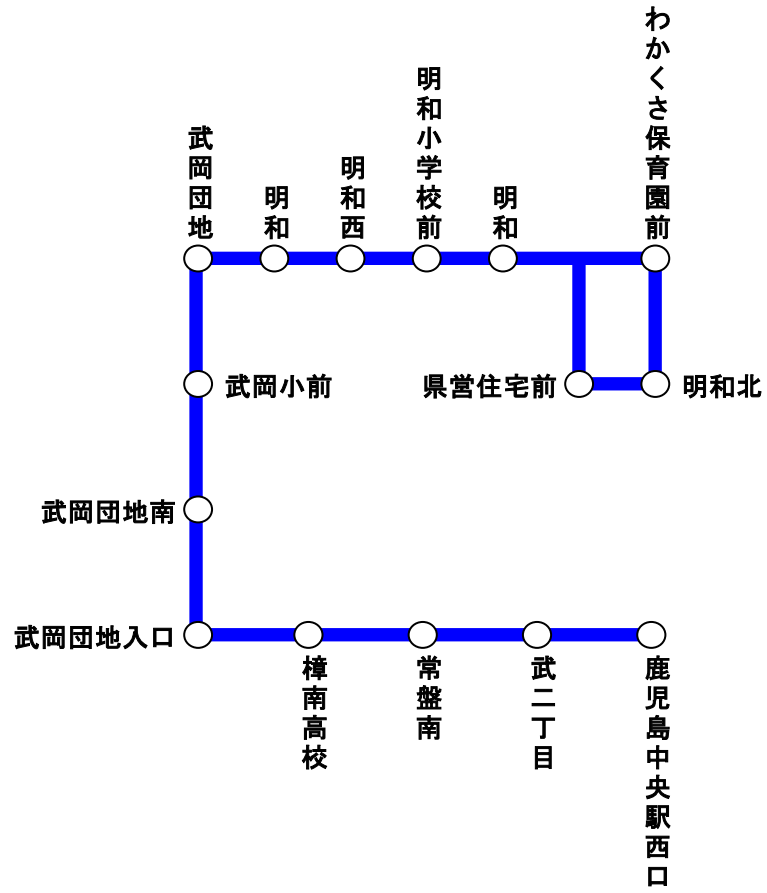 武岡団地
明和
明和西
明和小学校前
明和
わかくさ保育園前
武岡小前
県営住宅前
明和北
武岡団地南
武岡団地入口
樟南高校
常盤南
武二丁目
鹿児島中央駅西口